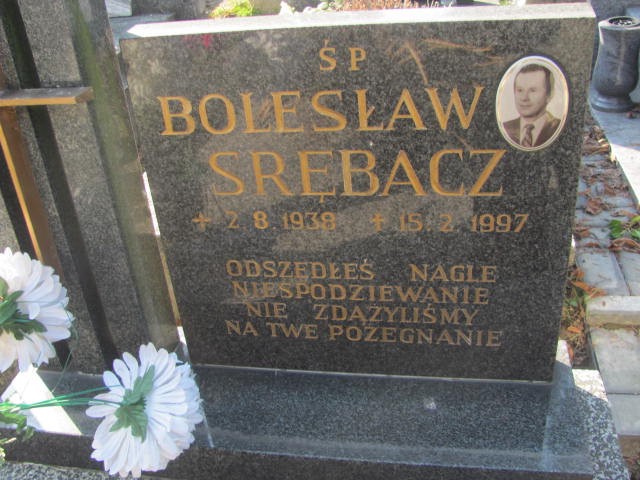 ŚP
BOLESŁAW
SRĘBACZ
+ 2.8.1938 + 15.2.1997
ODSZEDŁEŚ NAGLE
NIESPODZIEWANIE
NIE ZDĄŻYLIŚMY
NA TWE POŻEGNANIE